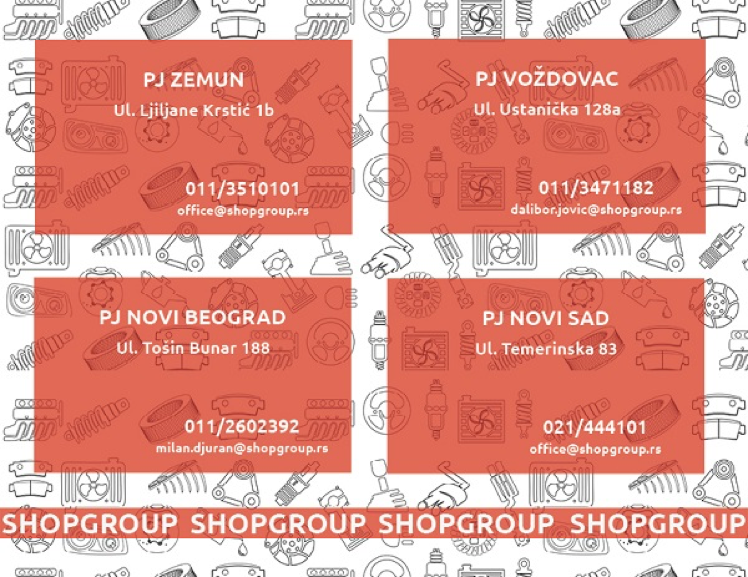 PJ ZEMUN
Ul. Ljiljane Krstić 1b
011/3510101
office@shopgroup.rs
PJ VOŽDOVAC
Ul. Ustanička 128a
011/3471182
dalibor.jovic@shopgroup.rs
PJ NOVI BEOGRAD
Ul. Tošin Bunar 188
011/2602392
milan.djuran@shopgroup.rs
PJ NOVI SAD
Ul. Temerinska 83
021/444101
office@shopgroup.rs
SHOPGROUP SHOPGROUP SHOPGROUP SHOPGROUP